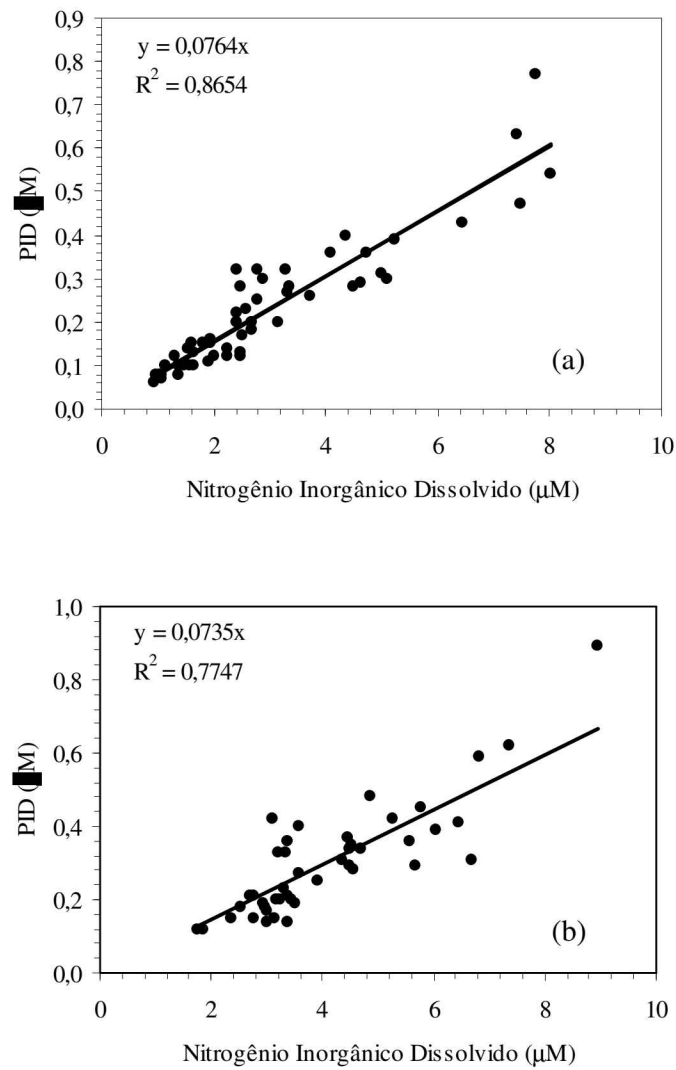 0,9
0,8
0,7
0,6
0,5
0,4
0,3
0,2
0,1
0,0
y = 0,0764x
R² = 0,8654
PID (█M)
(a)
0 2 4 6 8 10
Nitrogênio Inorgânico Dissolvido (µM)
1,0
0,8
0,6
0,4
0,2
0,0
y = 0,0735x
R² = 0,7747
PID (█M)
(b)
0 2 4 6 8 10
Nitrogênio Inorgânico Dissolvido (µM)